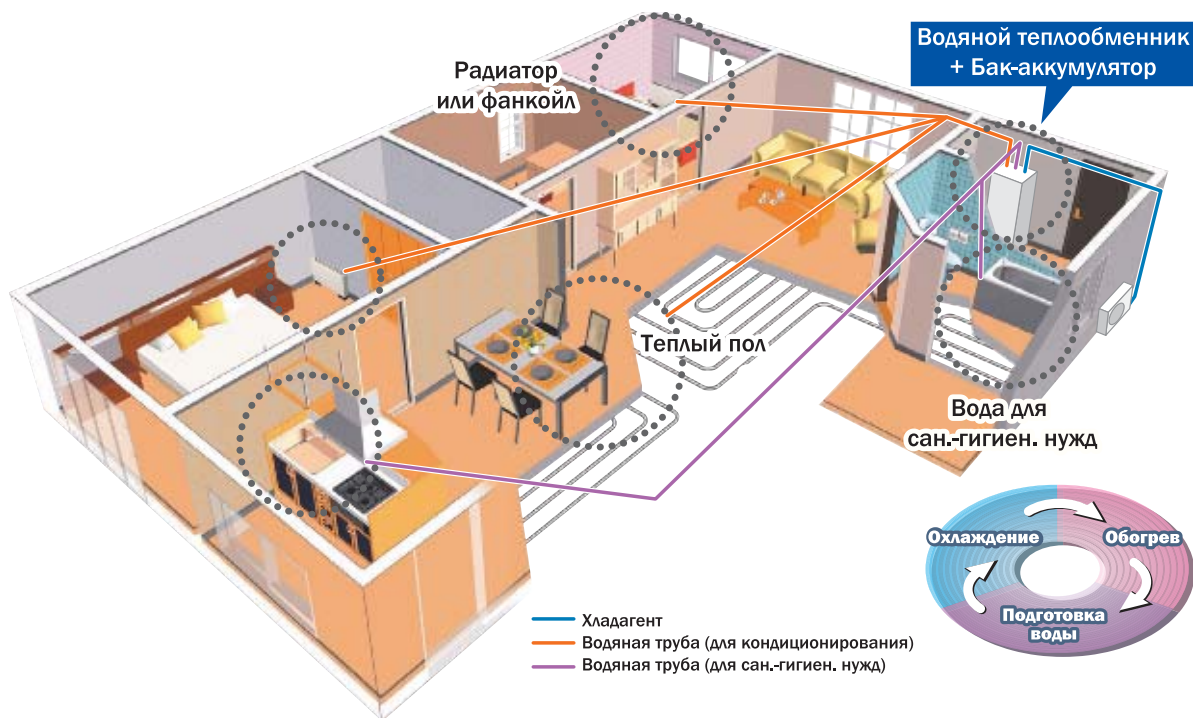 Водяной теплообменник
+ Бак-аккумулятор
Радиатор
или фанкойл
Теплый пол
Вода для
сан.-гигиен. нужд
Охлаждение
Обогрев
Подготовка
воды
Хладагент
Водяная труба (для кондиционирования)
Водяная труба (для сан.-гигиен. нужд)